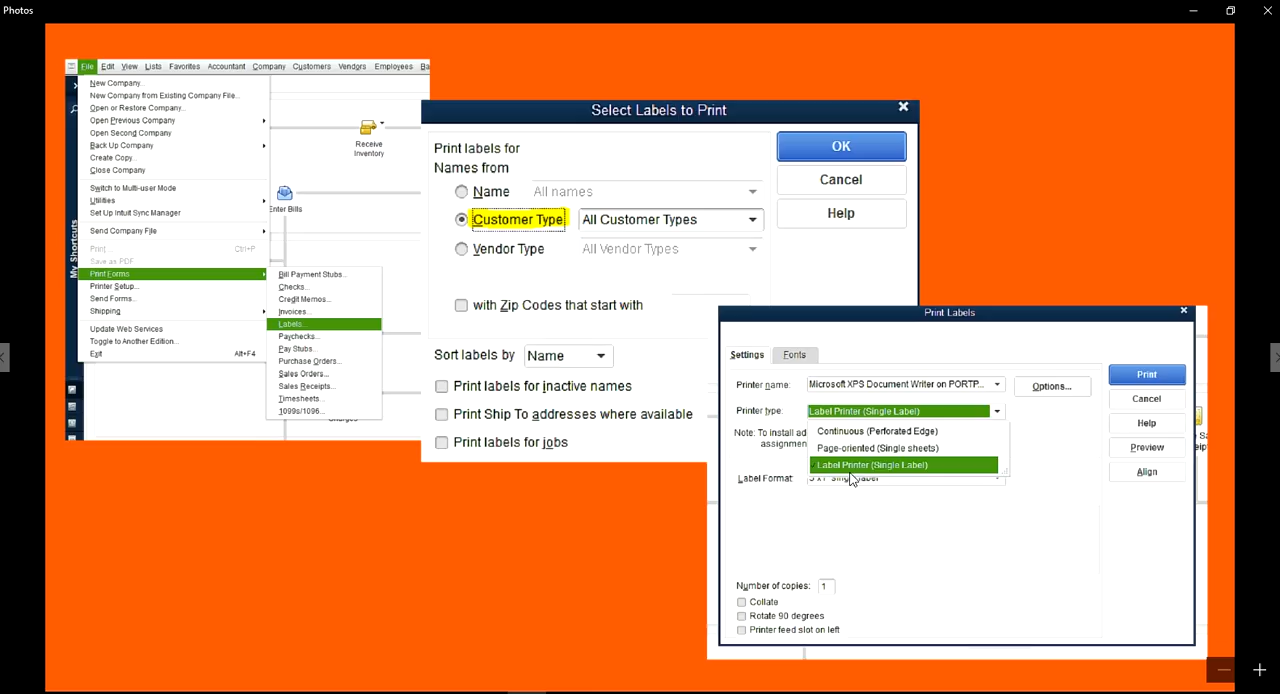 Photos
File Edit View Lists Favorites Accountant Company Customers Vendors Employees Ba
New Company...
New Company from Existing Company File...
Open or Restore Company...
Open Previous Company
Open Second Company
Back Up Company
Create Copy...
Close Company
Switch to Multi-user Mode
Utilities
Set Up Intuit Sync Manager
Send Company File
Print... Ctrl+P
Save as PDF
Print Forms
Printer Setup...
Send Forms...
Shipping
Update Web Services
Toggle to Another Edition...
Exit Alt+F4
My Shortcuts
Receive
Inventory
Enter Bills
Bill Payment Stubs...
Checks...
Credit Memos...
Invoices...
Labels...
Paychecks...
Pay Stubs...
Purchase Orders...
Sales Orders...
Sales Receipts...
Timesheets...
1099s/1096...
Charges
Select Labels to Print
Print labels for
Names from
Name All names
Customer Type All Customer Types
Vendor Type All Vendor Types
with Zip Codes that start with
Sort labels by Name
Print labels for inactive names
Print Ship To addresses where available
Print labels for jobs
OK
Cancel
Help
Print Labels
Settings Fonts
Printer name: Microsoft XPS Document Writer on PORTP... Options...
Printer type: Label Printer (Single Label)
Note: To install ad
assignmen
Continuous (Perforated Edge)
Page-oriented (Single sheets)
Label Printer (Single Label)
Label Format:
Number of copies: 1
Collate
Rotate 90 degrees
Printer feed slot on left
Print
Cancel
Help
Preview
Align